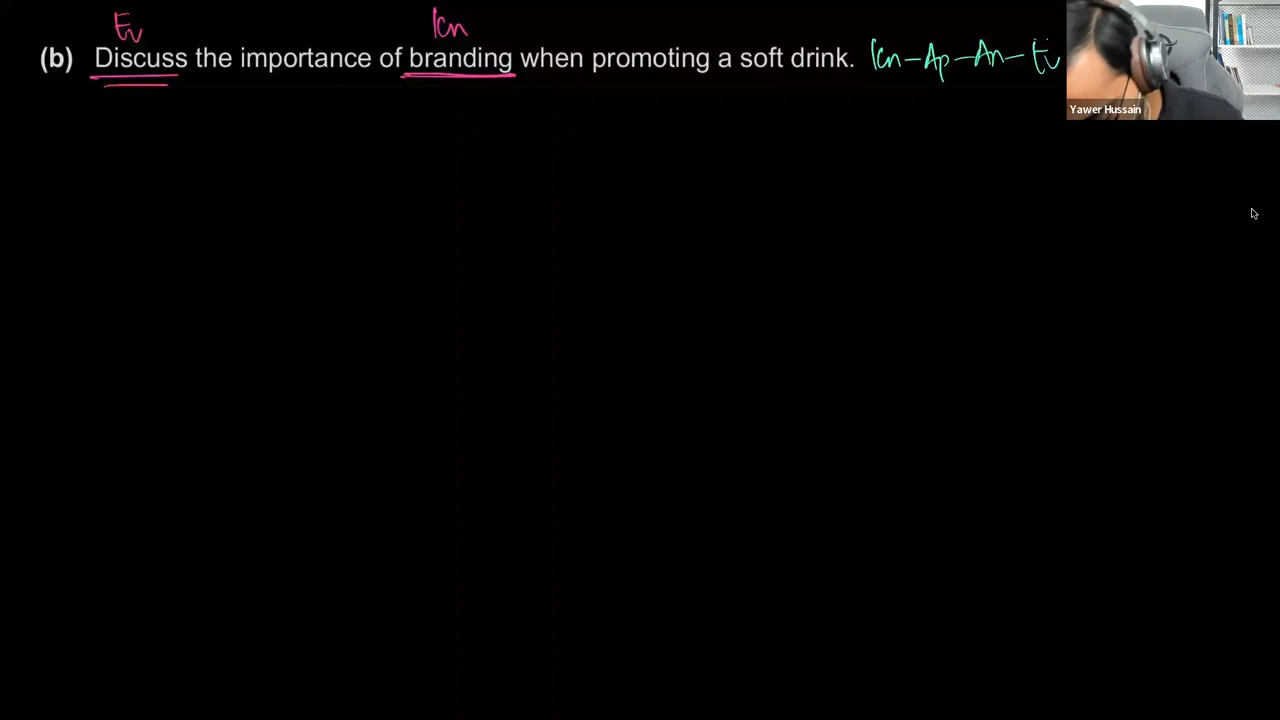 Ev Kn
(b) Discuss the importance of branding when promoting a soft drink. Kn-Ap-An-Ev
Yawer Hussain